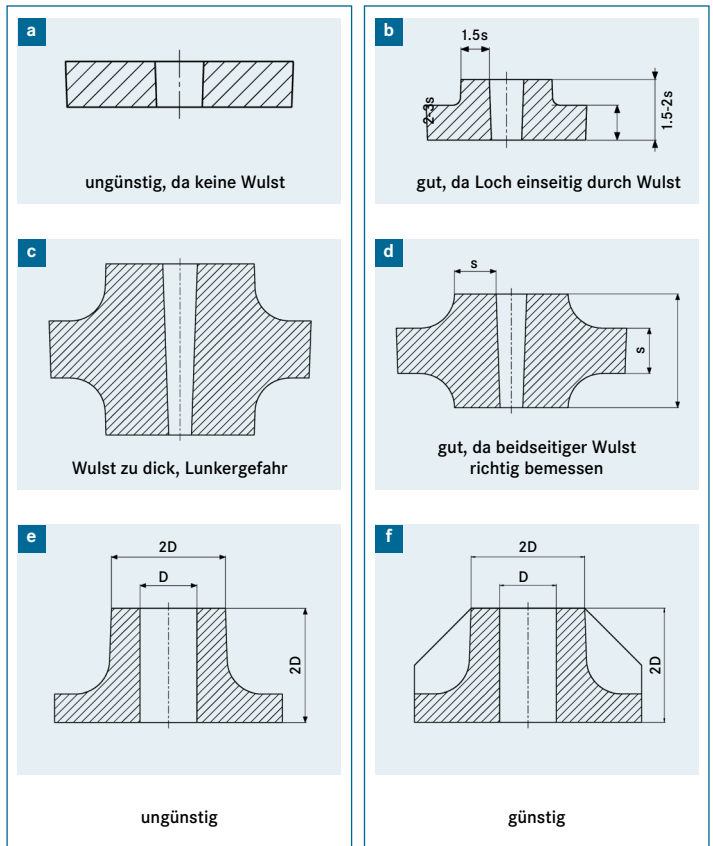 a
ungünstig, da keine Wulst
b
1.5s
2-3s
1.5-2s
gut, da Loch einseitig durch Wulst
c
Wulst zu dick, Lunkergefahr
d
s
s
gut, da beidseitiger Wulst
richtig bemessen
e
2D
D
2D
ungünstig
f
2D
D
2D
günstig